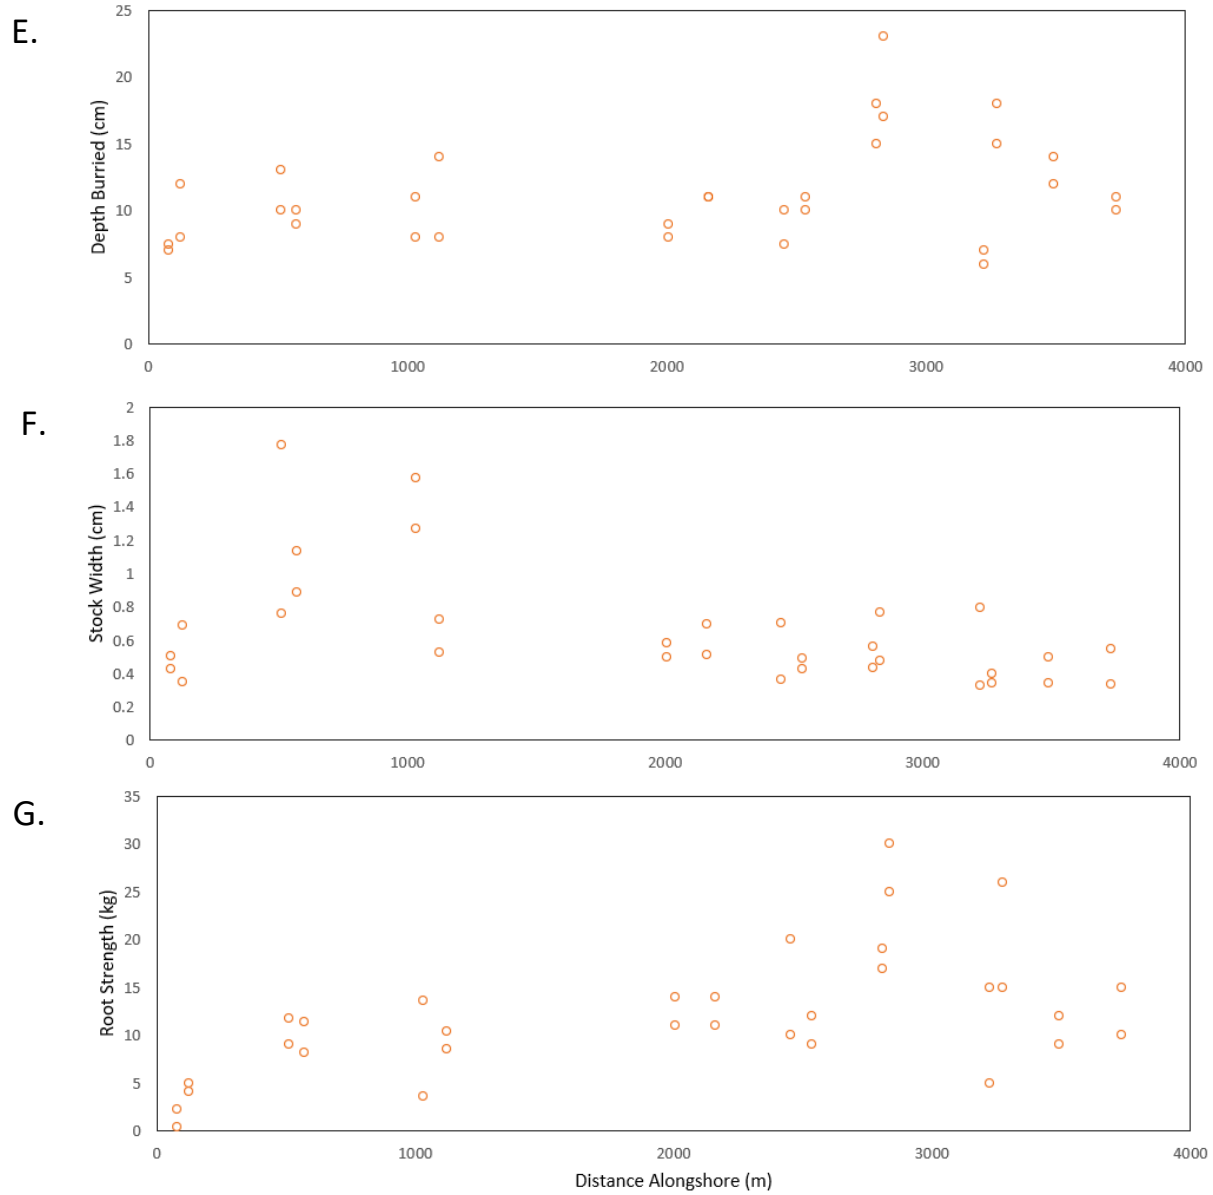 E.
25
20
15
10
5
0
Depth Burried (cm)
0 1000 2000 3000 4000
F.
2
1.8
1.6
1.4
1.2
1
0.8
0.6
0.4
0.2
0
Stock Width (cm)
0 1000 2000 3000 4000
G.
35
30
25
20
15
10
5
0
Root Strength (kg)
0 1000 2000 3000 4000
Distance Alongshore (m)